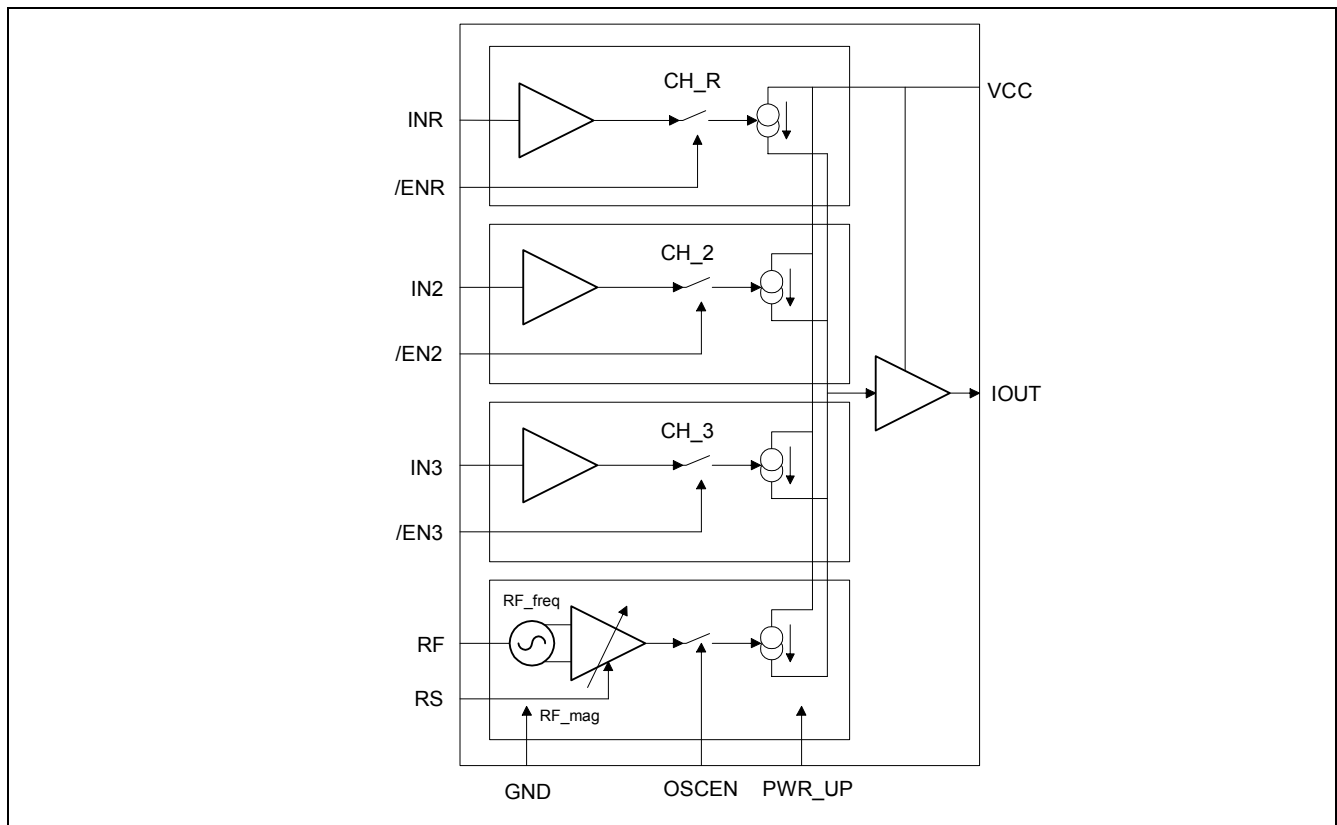 CH_R
VCC
INR
/ENR
CH_2
IN2
/EN2
IOUT
CH_3
IN3
/EN3
RF_freq
RF
RS
RF_mag
GND
OSCEN
PWR_UP